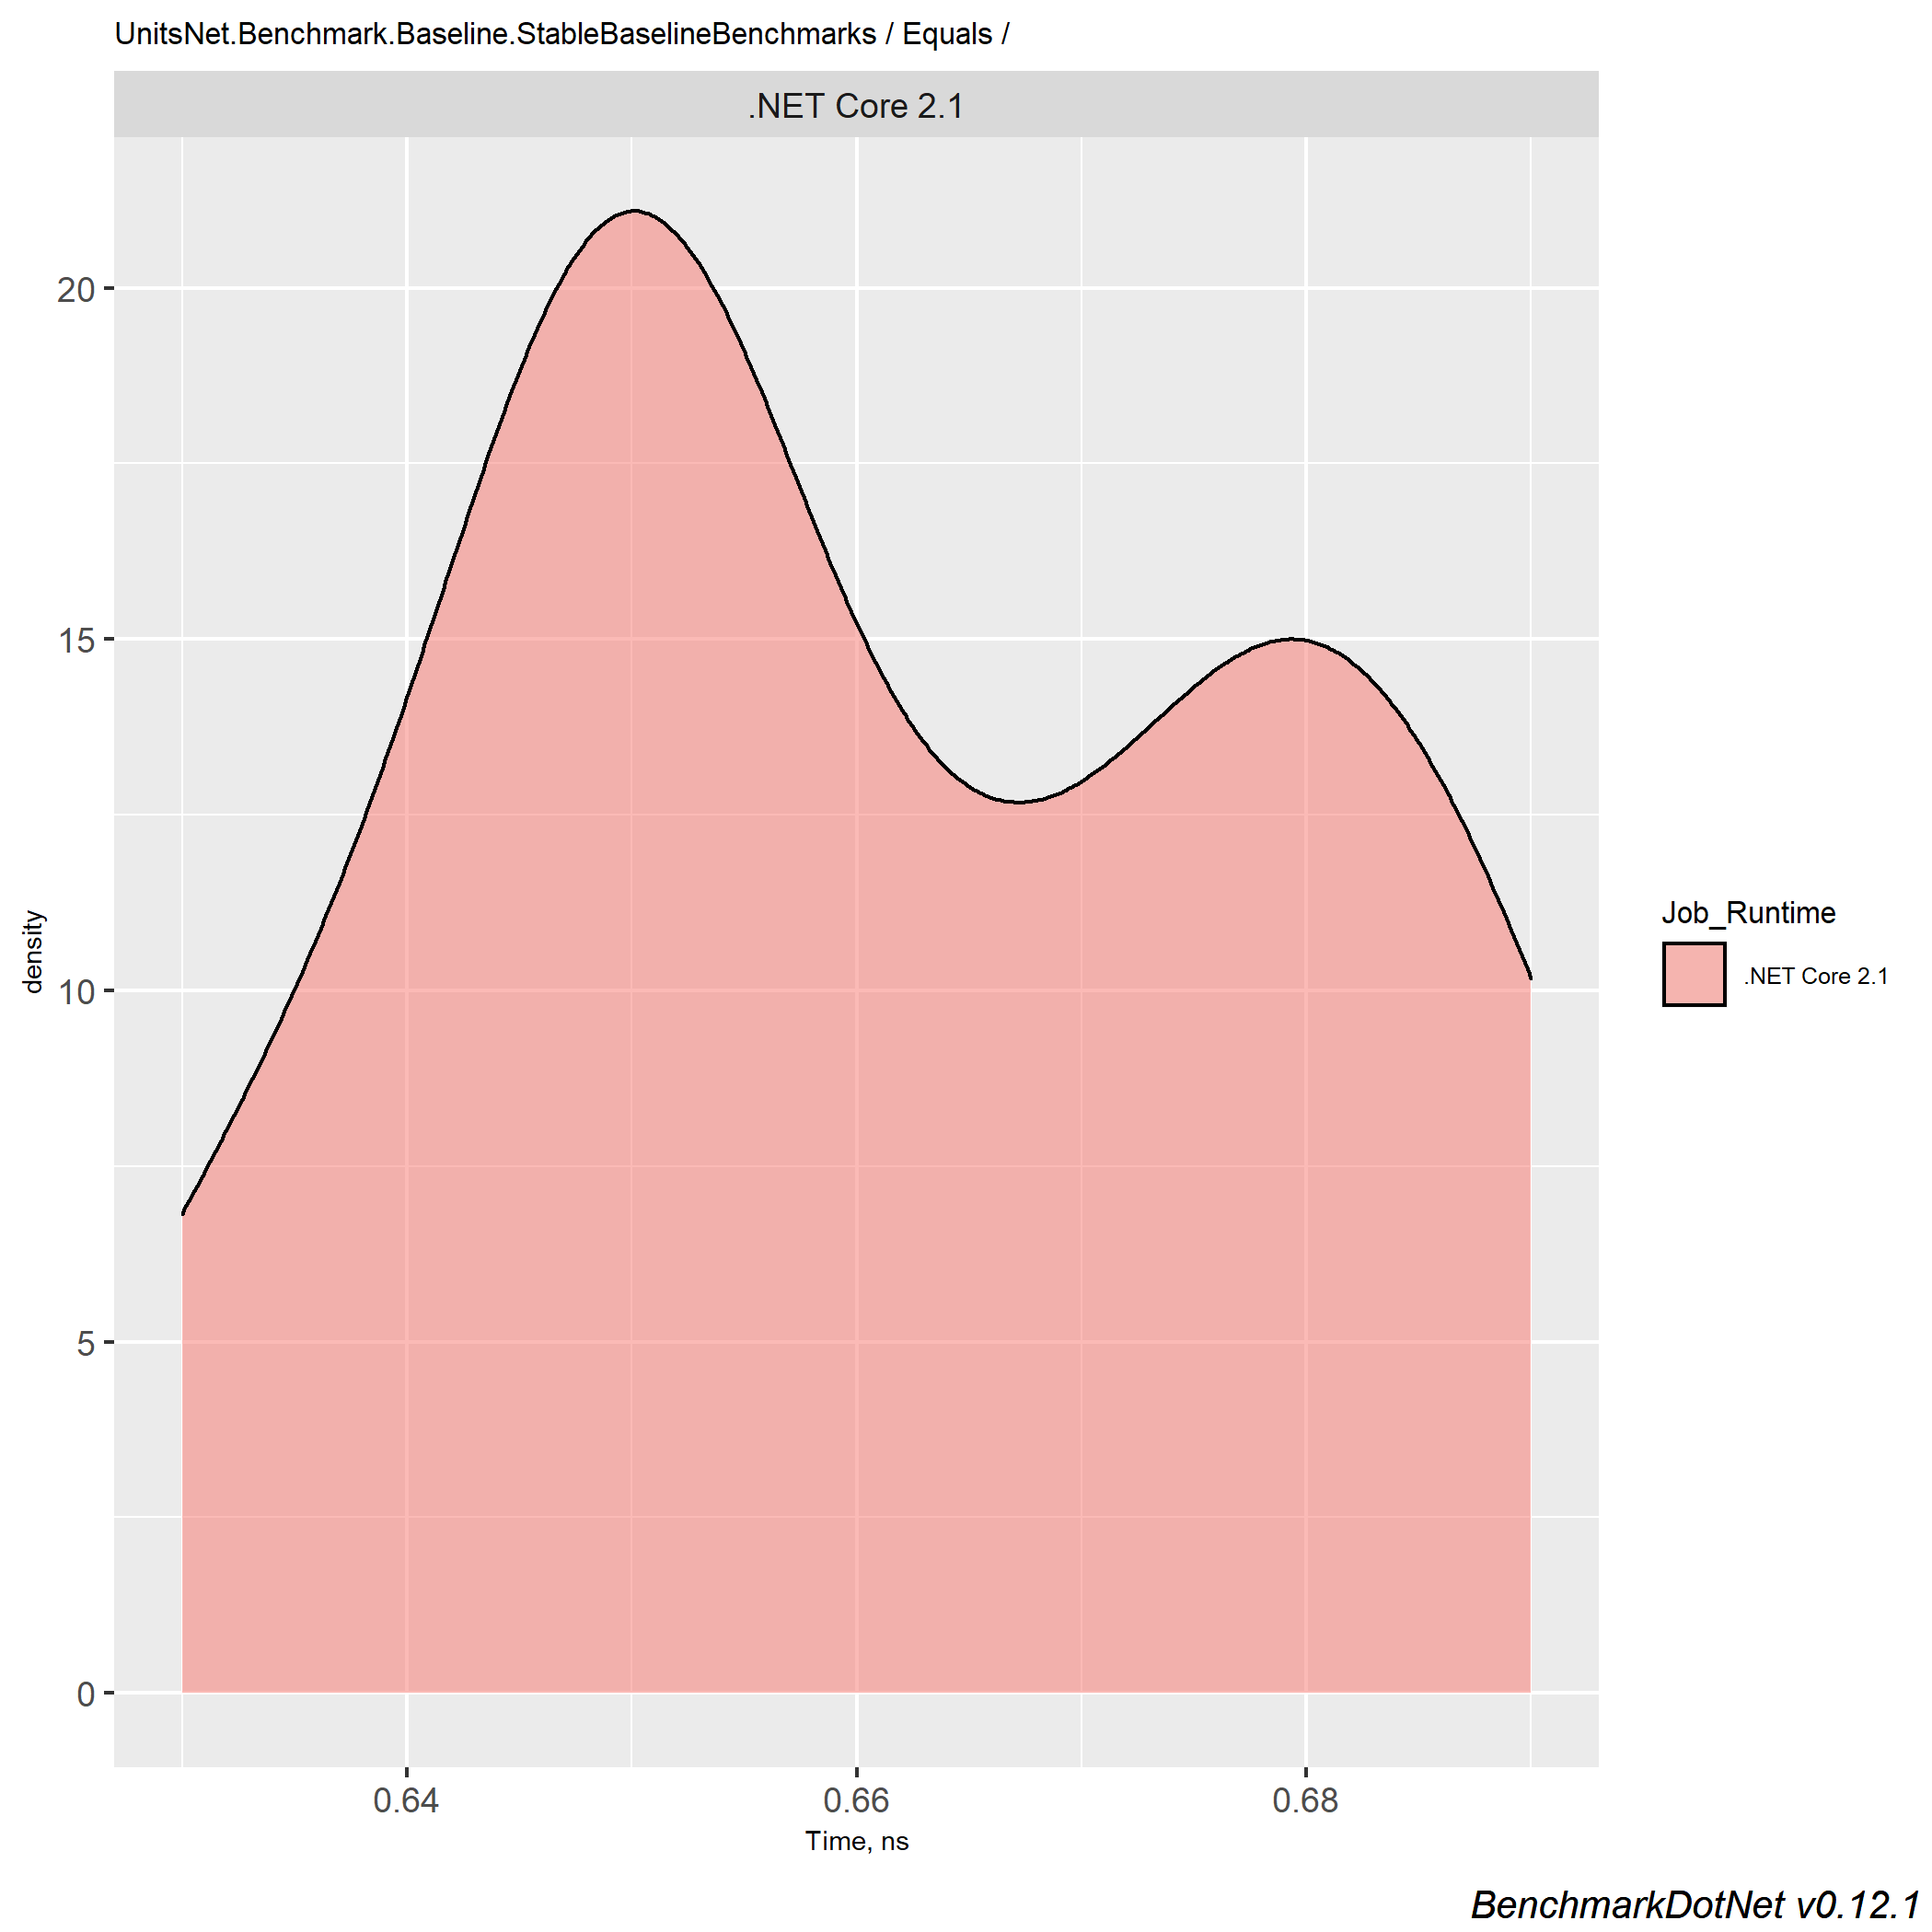 UnitsNet.Benchmark.Baseline.StableBaselineBenchmarks / Equals /
.NET Core 2.1
20
15
10
5
0
density
0.64 0.66 0.68
Time, ns
Job_Runtime
.NET Core 2.1
BenchmarkDotNet v0.12.1